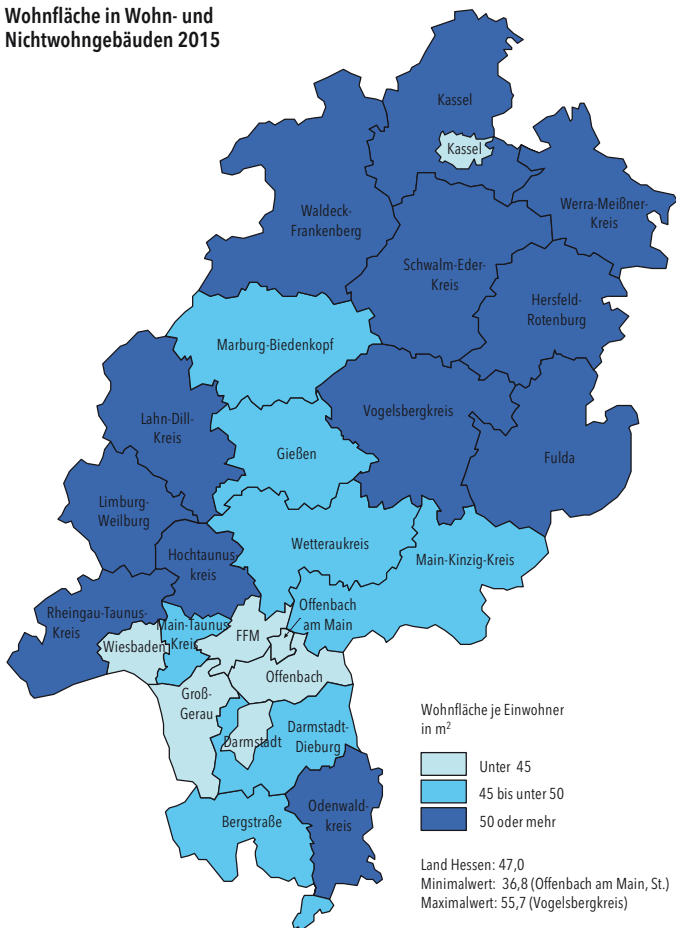 Wohnfläche in Wohn- und
Nichtwohngebäuden 2015
Kassel
Kassel
Werra-Meißner-
Kreis
Waldeck-
Frankenberg
Schwalm-Eder-
Kreis
Hersfeld-
Rotenburg
Marburg-Biedenkopf
Vogelsbergkreis
Lahn-Dill-
Kreis
Gießen
Fulda
Limburg-
Weilburg
Wetteraukreis
Hochtaunus
kreis
Main-Kinzig-Kreis
Offenbach
am Main
Rheingau-Taunus-
Kreis
Main-Taunus-
Kreis
FFM
Wiesbaden
Offenbach
Groß-
Gerau
Darmstadt
Darmstadt-
Dieburg
Bergstraße
Odenwald-
kreis
Wohnfläche je Einwohner
in m²
Unter 45
45 bis unter 50
50 oder mehr
Land Hessen: 47,0
Minimalwert: 36,8 (Offenbach am Main, St.)
Maximalwert: 55,7 (Vogelsbergkreis)